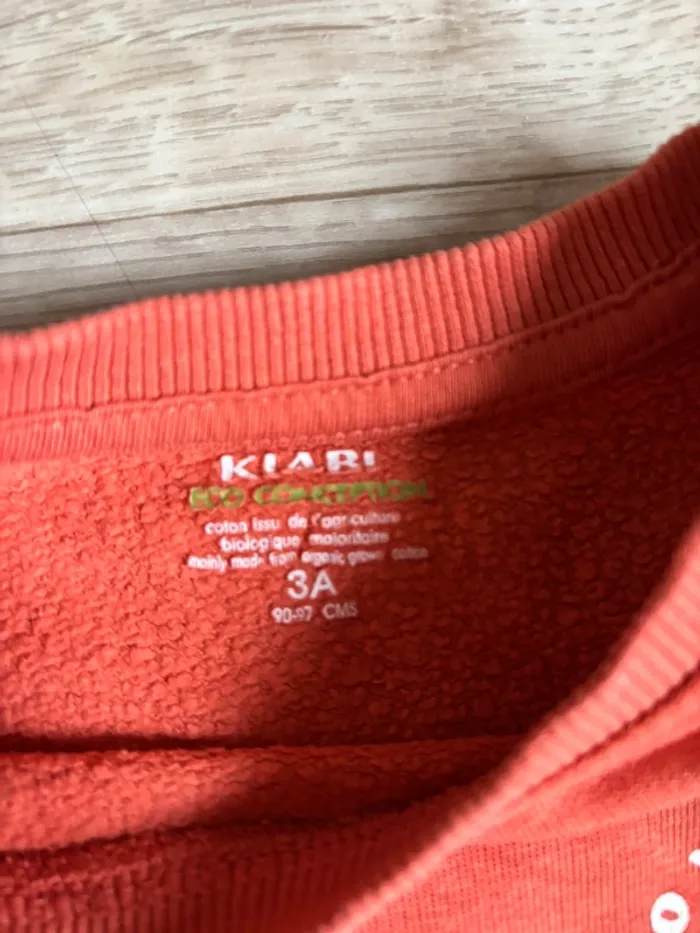 KIABI
ECO CONCEPTION
coton issu de l'agriculture
biologique majoritaire
mainly made from organic grown cotton
3A
90-97 CMS